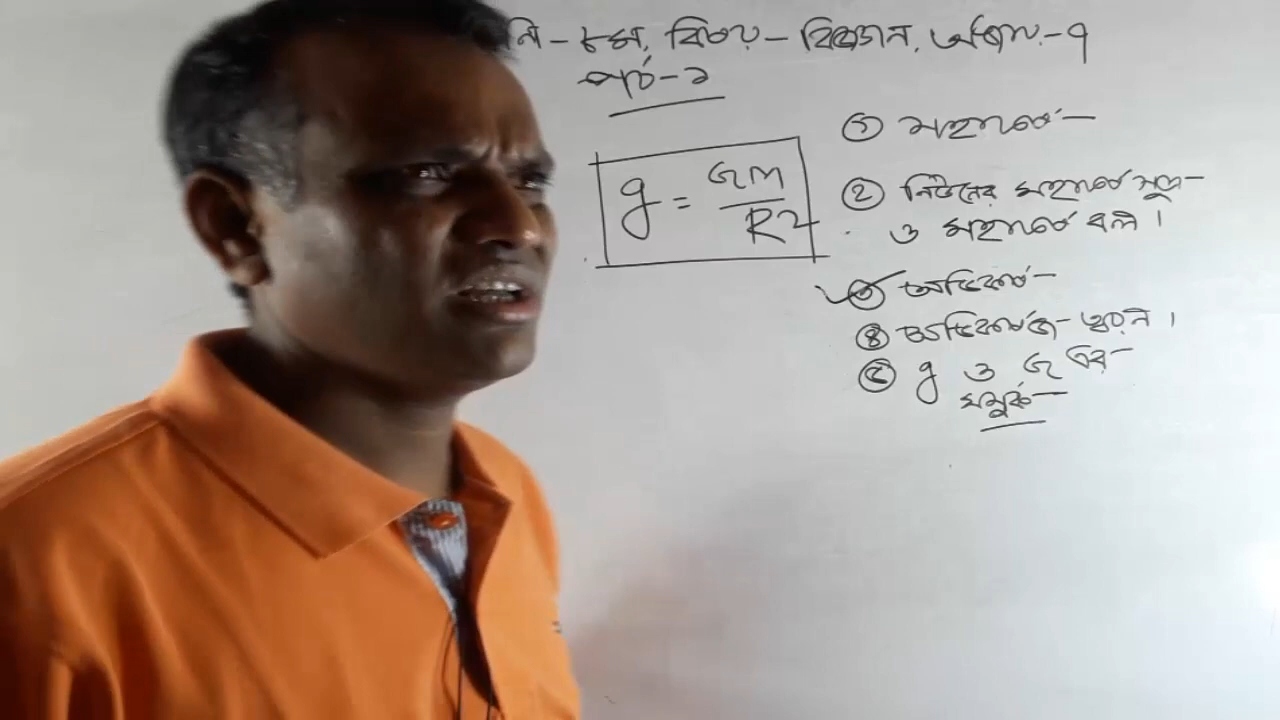 নি - ৮ম, বিষয় - বিজ্ঞান, অধ্যায় - ৭
পাঠ - ১
g = GM / R2
① মহাকর্ষ -
② নিউটনের মহাকর্ষ সূত্র -
ও মহাকর্ষ বল।
③ অভিকর্ষ -
④ অভিকর্ষজ - ত্বরণ।
⑤ g ও G এর -
সম্পর্ক -